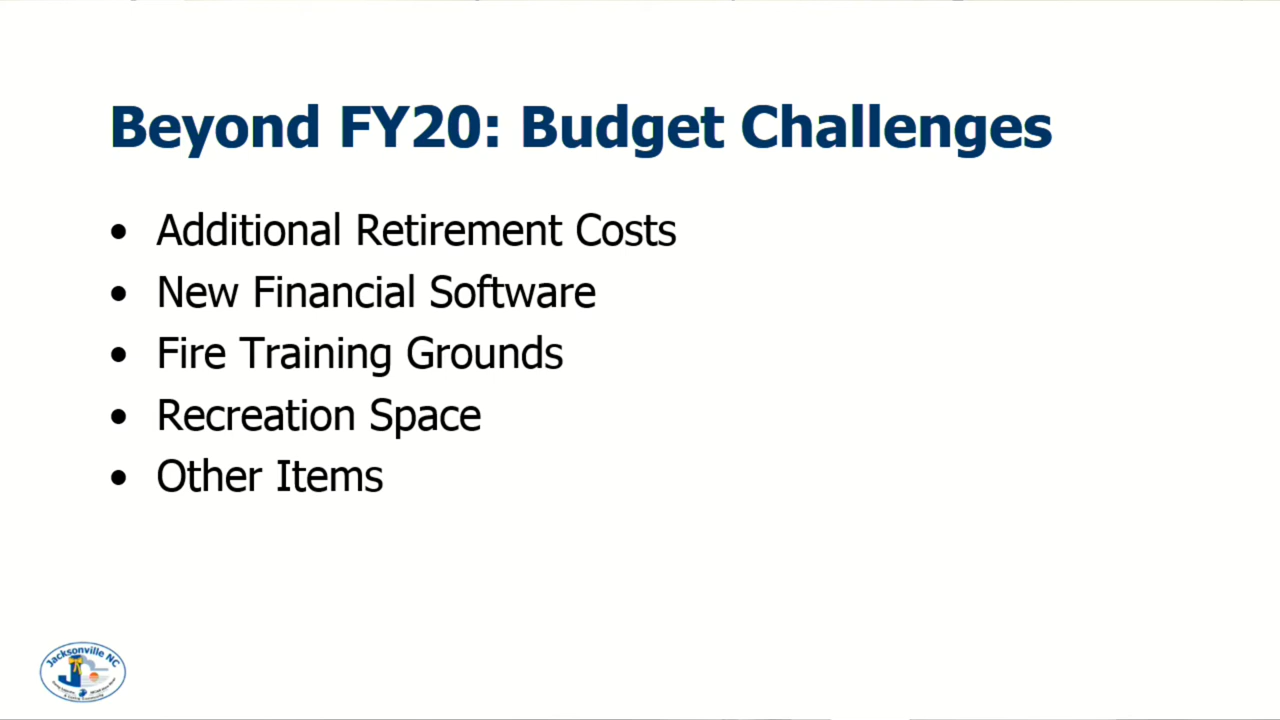 Beyond FY20: Budget Challenges
• Additional Retirement Costs
• New Financial Software
• Fire Training Grounds
• Recreation Space
• Other Items
Jacksonville NC